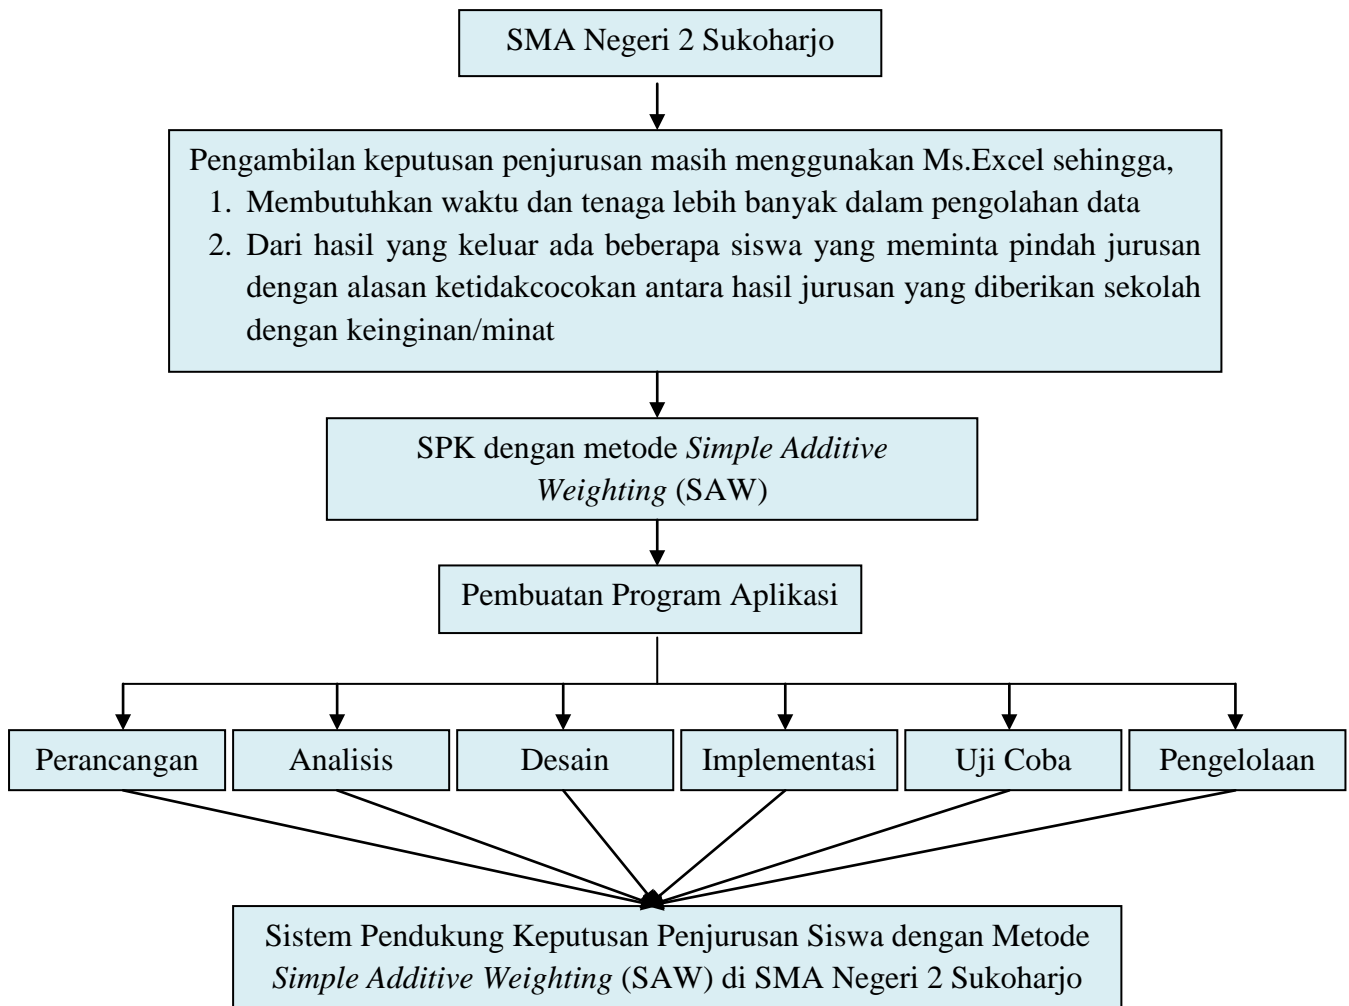 SMA Negeri 2 Sukoharjo
Pengambilan keputusan penjurusan masih menggunakan Ms.Excel sehingga,
1. Membutuhkan waktu dan tenaga lebih banyak dalam pengolahan data
2. Dari hasil yang keluar ada beberapa siswa yang meminta pindah jurusan
dengan alasan ketidakcocokan antara hasil jurusan yang diberikan sekolah
dengan keinginan/minat
SPK dengan metode Simple Additive
Weighting (SAW)
Pembuatan Program Aplikasi
Perancangan
Analisis
Desain
Implementasi
Uji Coba
Pengelolaan
Sistem Pendukung Keputusan Penjurusan Siswa dengan Metode
Simple Additive Weighting (SAW) di SMA Negeri 2 Sukoharjo